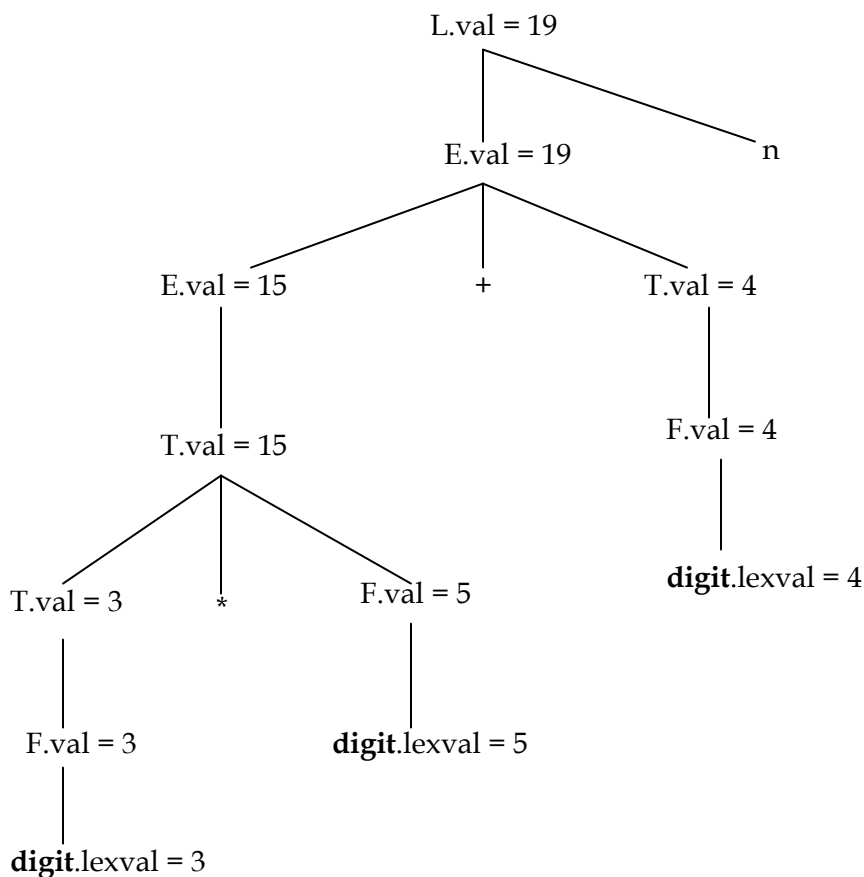 L.val = 19
E.val = 19
n
E.val = 15
+
T.val = 4
T.val = 15
F.val = 4
T.val = 3
*
F.val = 5
digit.lexval = 4
F.val = 3
digit.lexval = 5
digit.lexval = 3